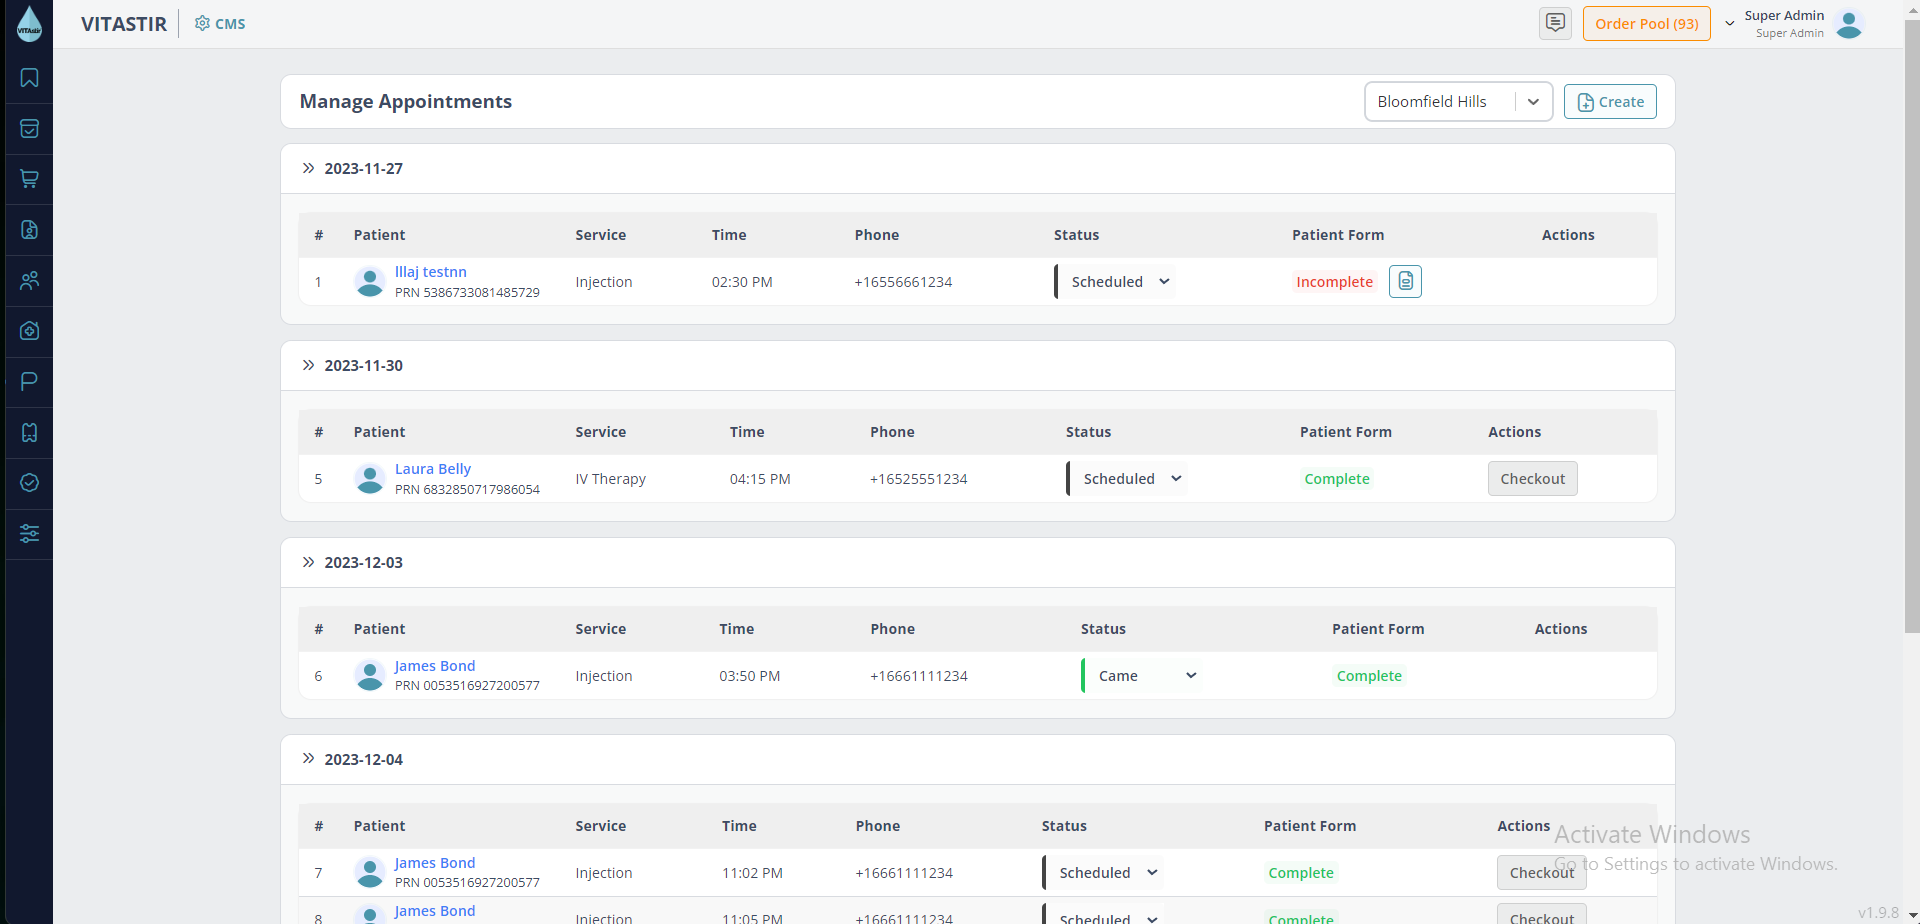 VITAstir
VITASTIR
CMS
Order Pool (93)
Super Admin
Super Admin
Manage Appointments
Bloomfield Hills
Create
2023-11-27
# Patient Service Time Phone Status Patient Form Actions
1 lllaj testnn Injection 02:30 PM +16556661234 Scheduled Incomplete
PRN 5386733081485729
2023-11-30
# Patient Service Time Phone Status Patient Form Actions
5 Laura Belly IV Therapy 04:15 PM +16525551234 Scheduled Complete Checkout
PRN 6832850717986054
2023-12-03
# Patient Service Time Phone Status Patient Form Actions
6 James Bond Injection 03:50 PM +16661111234 Came Complete
PRN 0053516927200577
2023-12-04
# Patient Service Time Phone Status Patient Form Actions
7 James Bond Injection 11:02 PM +16661111234 Scheduled Complete Checkout
PRN 0053516927200577
8 James Bond Injection 11:05 PM +16661111234 Scheduled Complete Checkout
Activate Windows
Go to Settings to activate Windows.
v1.9.8